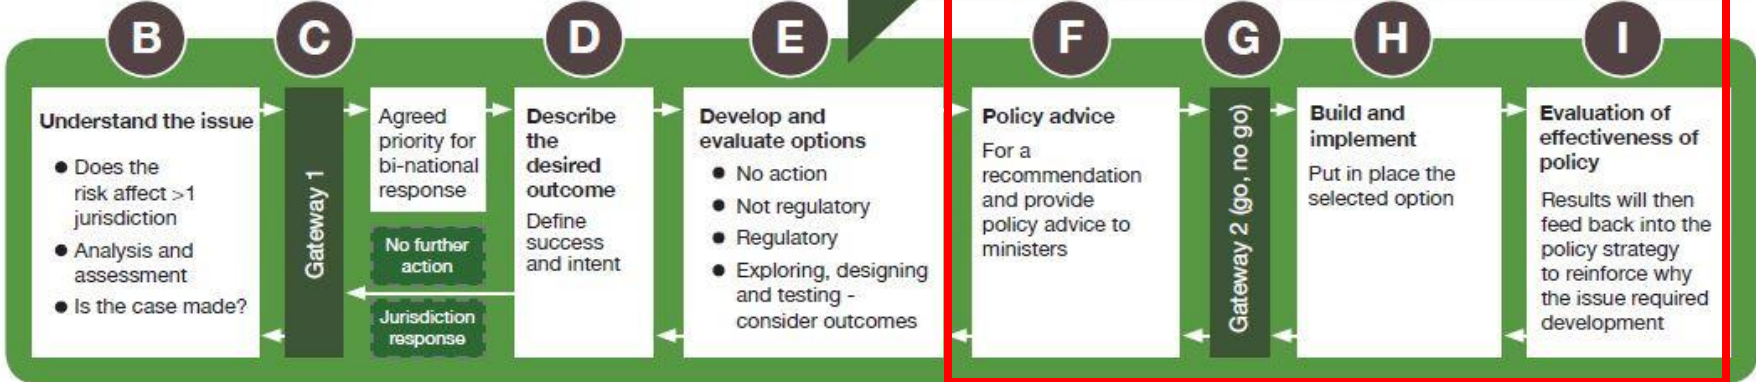 B
C
D
E
F
G
H
I
Understand the issue
● Does the
risk affect >1
jurisdiction
● Analysis and
assessment
● Is the case made?
Gateway 1
Agreed
priority for
bi-national
response
No further
action
Jurisdiction
response
Describe
the
desired
outcome
Define
success
and intent
Develop and
evaluate options
● No action
● Not regulatory
● Regulatory
● Exploring, designing
and testing -
consider outcomes
Policy advice
For a
recommendation
and provide
policy advice to
ministers
Gateway 2 (go, no go)
Build and
implement
Put in place the
selected option
Evaluation of
effectiveness of
policy
Results will then
feed back into the
policy strategy
to reinforce why
the issue required
development